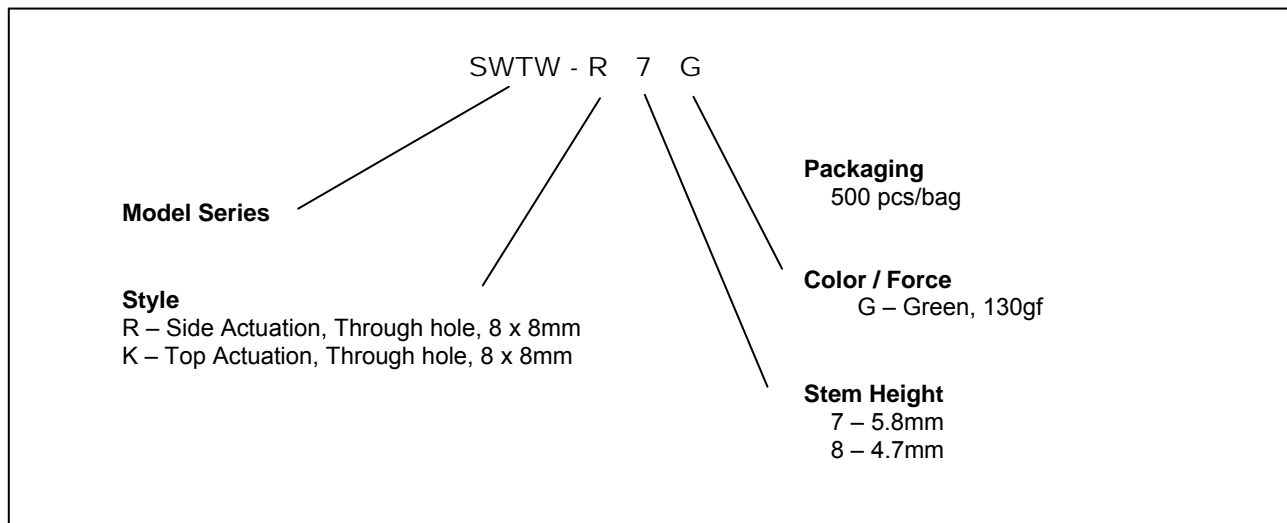 SWTW - R 7 G
Model Series
Style
R – Side Actuation, Through hole, 8 x 8mm
K – Top Actuation, Through hole, 8 x 8mm
Packaging
500 pcs/bag
Color / Force
G – Green, 130gf
Stem Height
7 – 5.8mm
8 – 4.7mm